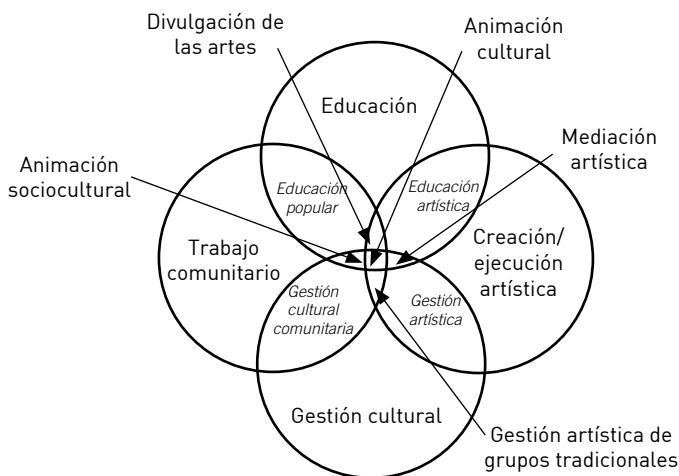 Divulgación de
las artes
Animación
cultural
Educación
Mediación
artística
Animación
sociocultural
Educación
popular
Educación
artística
Trabajo
comunitario
Creación/
ejecución
artística
Gestión
cultural
comunitaria
Gestión
artística
Gestión cultural
Gestión artística de
grupos tradicionales